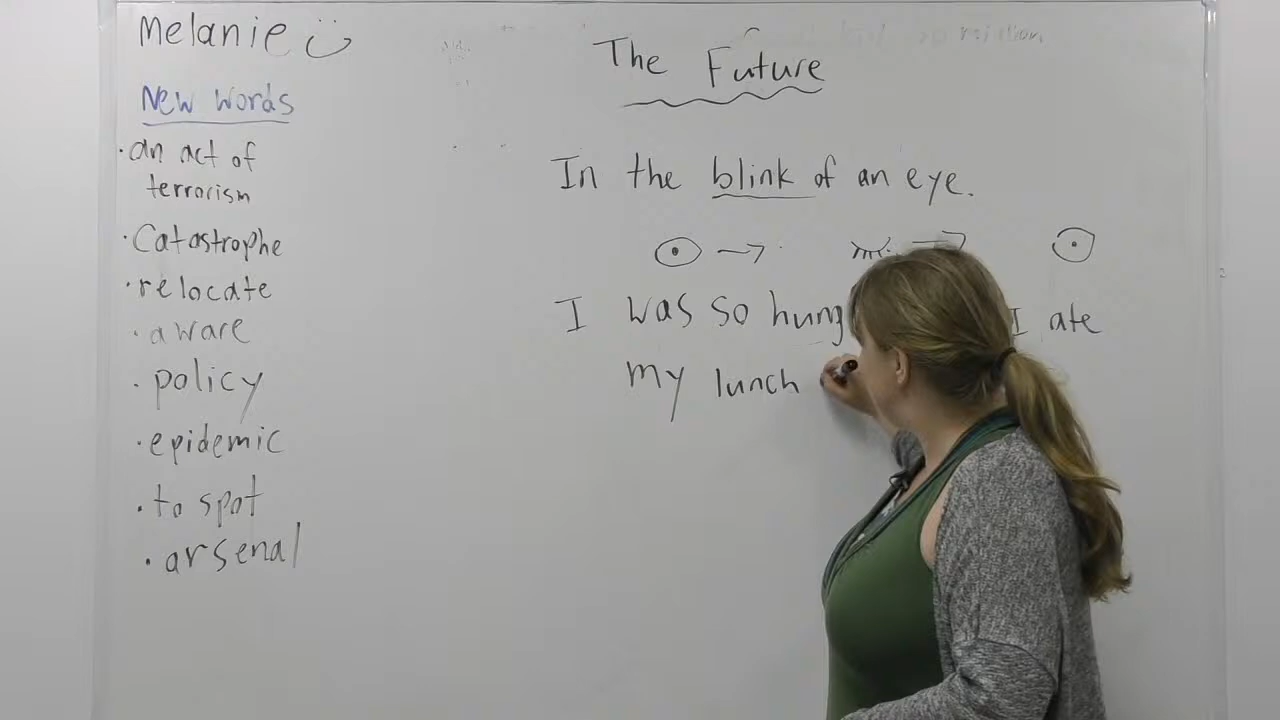 Melanie
New words
· an act of
terrorism
· Catastrophe
· relocate
· aware
· policy
· epidemic
· to spot
· arsenal
The Future
In the blink of an eye.
I was so I ate
my lunch